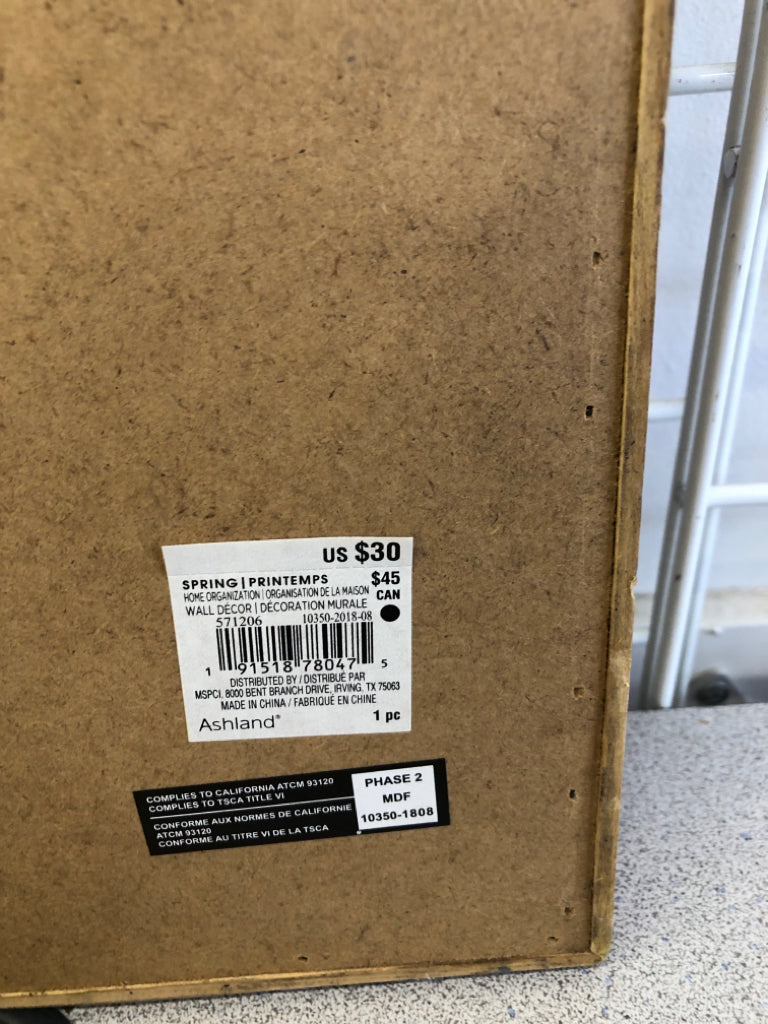 US $30
SPRING | PRINTEMPS $45
HOME ORGANIZATION | ORGANISATION DE LA MAISON CAN
WALL DÉCOR | DÉCORATION MURALE
571206 10350-2018-08
1 91518 78047 5
DISTRIBUTED BY / DISTRIBUÉ PAR
MSPCI, 8000 BENT BRANCH DRIVE, IRVING, TX 75063
MADE IN CHINA / FABRIQUÉ EN CHINE
Ashland® 1 pc
COMPLIES TO CALIFORNIA ATCM 93120
COMPLIES TO TSCA TITLE VI
CONFORME AUX NORMES DE CALIFORNIE
ATCM 93120
CONFORME AU TITRE VI DE LA TSCA
PHASE 2
MDF
10350-1808